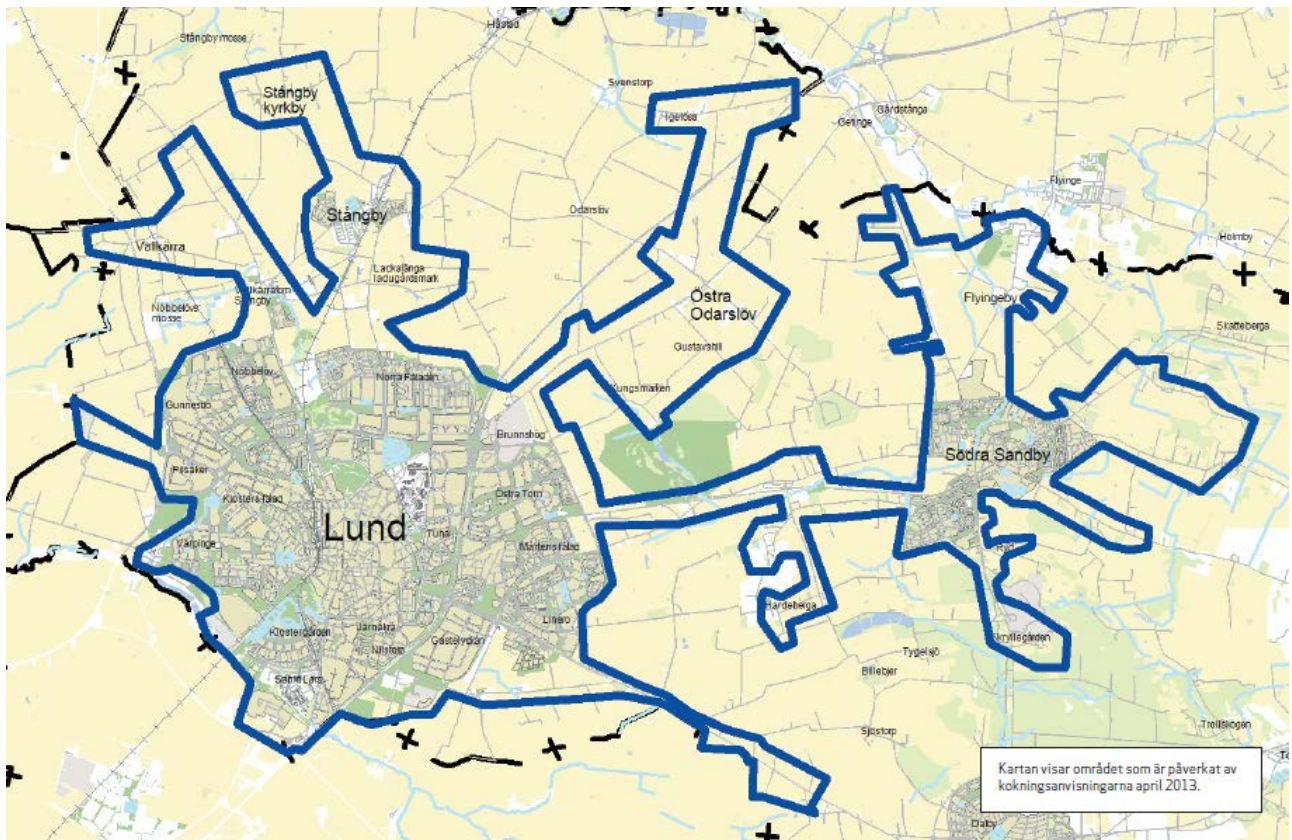 Stångby mosse
Håstad
Stångby
kyrkby
Svenstorp
Igelösa
Gårdstånga
Getinge
Flyinge
Stångby
Odarslöv
Vallkärra
Holmby
Lackalänga
ladugårdsmark
Vallkärratorn
Stångby
Östra
Odarslöv
Flyingeby
Nöbbelövs
mosse
Skatteberga
Gustavshill
Nöbbelöv
Norra Fäladen
Kungsmarken
Gunnesbo
Brunnshög
Södra Sandby
Klosters fälad
Östra Torn
Lund
Tuna
Värpinge
Mårtens fälad
Hardeberga
Klostergården
Järnåkra
Linero
Skryllegården
Gastelyckan
Nilstorp
Tygelsjö
Billebjer
Sankt Lars
Trollskogen
Sjöstorp
Kartan visar området som är påverkat av
kokningsanvisningarna april 2013.
Dalby